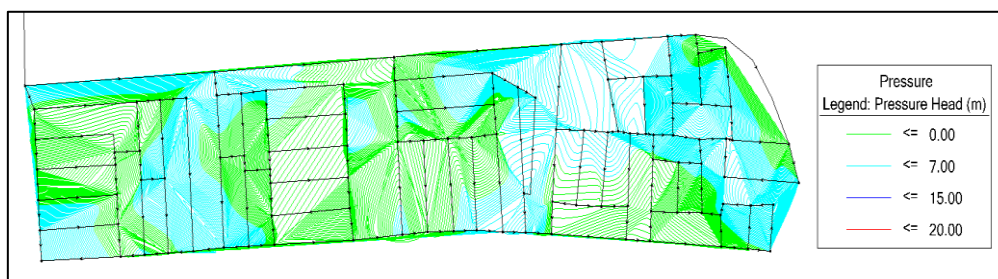 Pressure
Legend: Pressure Head (m)
<= 0.00
<= 7.00
<= 15.00
<= 20.00